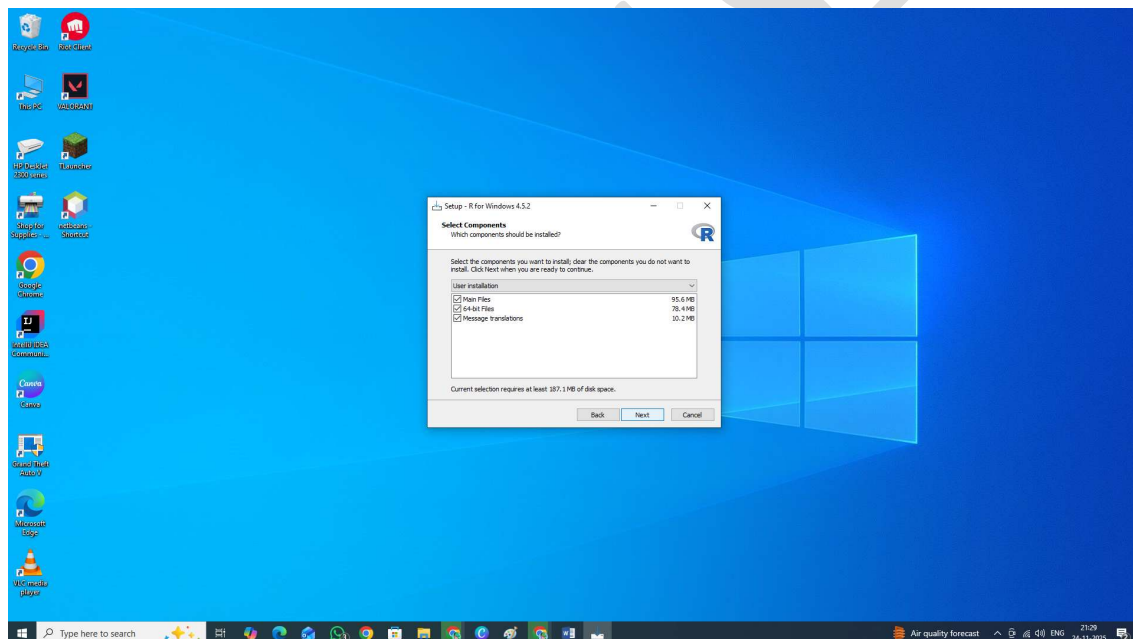 Recycle Bin
Riot Client
This PC
VALORANT
HP DeskJet
2300 series
TLauncher
Shop for
Supplies - ...
netbeans -
Shortcut
Google
Chrome
IntelliJ IDEA
Communi...
Canva
Canva
Grand Theft
Auto V
Microsoft
Edge
VLC media
player
Setup - R for Windows 4.5.2
Select Components
Which components should be installed?
R
Select the components you want to install; clear the components you do not want to
install. Click Next when you are ready to continue.
User installation
Main Files 95.6 MB
64-bit Files 78.4 MB
Message translations 10.2 MB
Current selection requires at least 187.1 MB of disk space.
Back Next Cancel
Type here to search
Air quality forecast ENG 21:29
24-11-2025